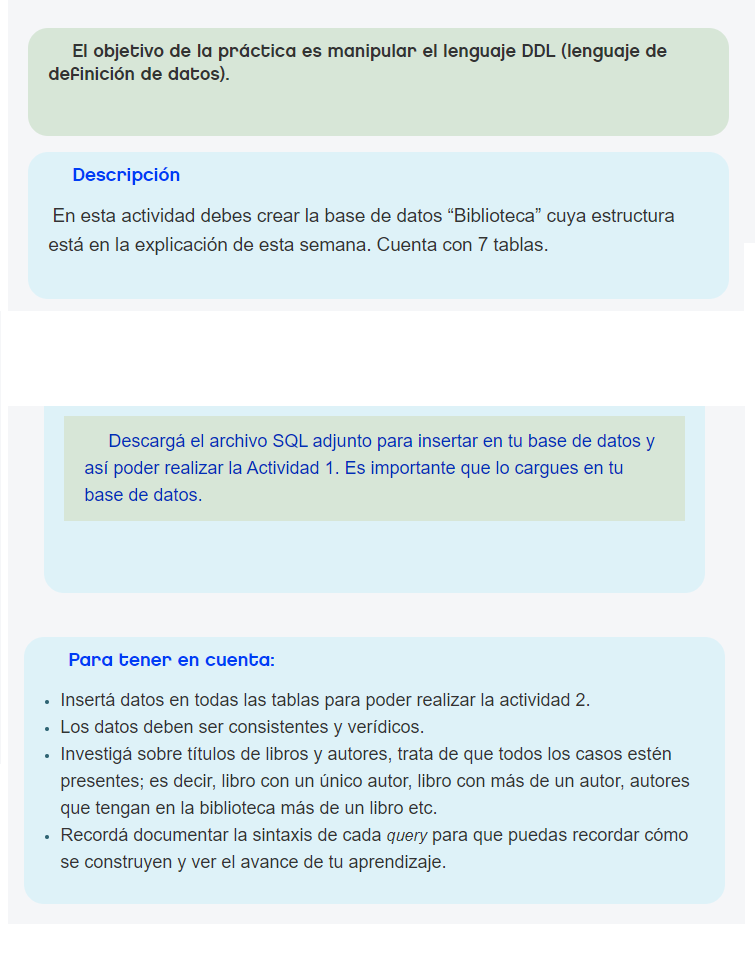 El objetivo de la práctica es manipular el lenguaje DDL (lenguaje de
definición de datos).
Descripción
En esta actividad debes crear la base de datos “Biblioteca” cuya estructura
está en la explicación de esta semana. Cuenta con 7 tablas.
Descargá el archivo SQL adjunto para insertar en tu base de datos y
así poder realizar la Actividad 1. Es importante que lo cargues en tu
base de datos.
Para tener en cuenta:
• Insertá datos en todas las tablas para poder realizar la actividad 2.
• Los datos deben ser consistentes y verídicos.
• Investigá sobre títulos de libros y autores, trata de que todos los casos estén
presentes; es decir, libro con un único autor, libro con más de un autor, autores
que tengan en la biblioteca más de un libro etc.
• Recordá documentar la sintaxis de cada query para que puedas recordar cómo
se construyen y ver el avance de tu aprendizaje.